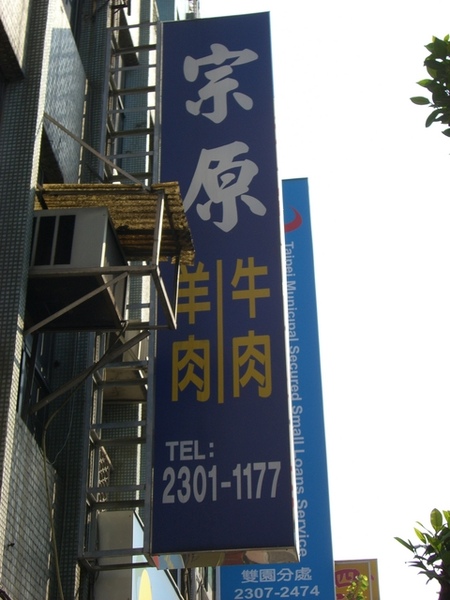 宗原
牛肉
羊肉
TEL:
2301-1177
Taipei Municipal Secured Small Loans Service
雙園分處
2307-2474
四